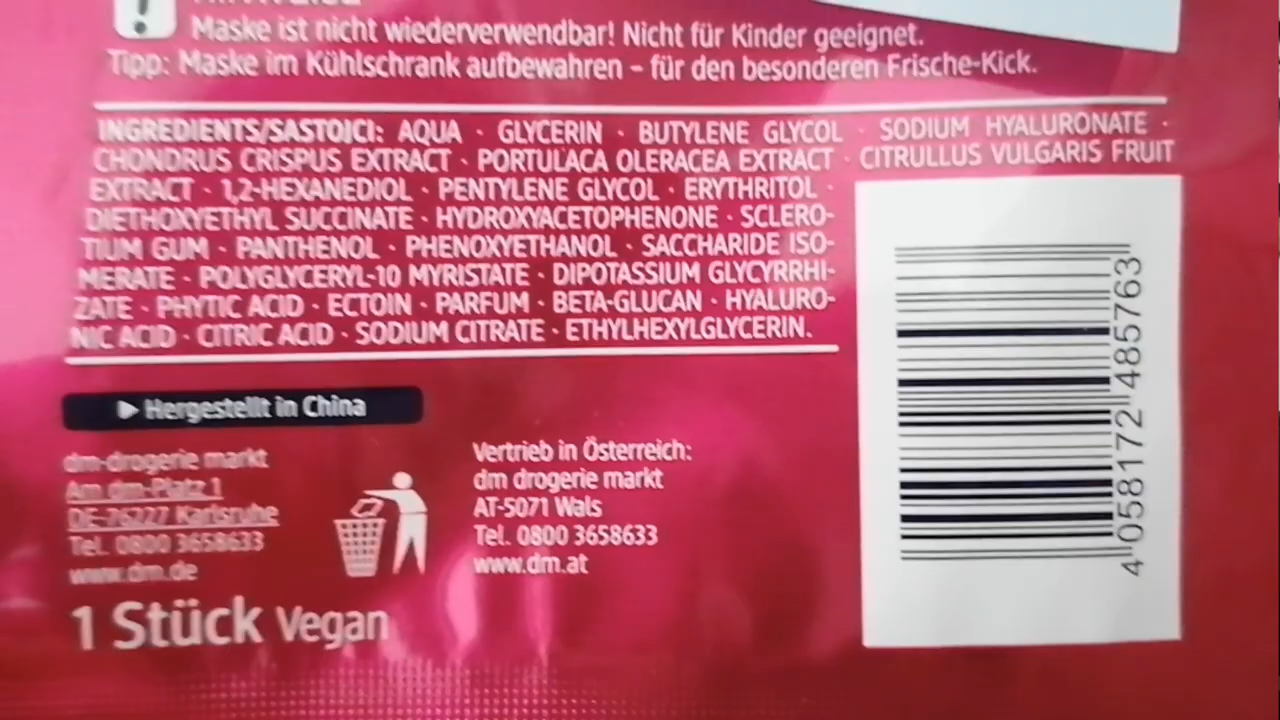 Maske ist nicht wiederverwendbar! Nicht für Kinder geeignet.
Tipp: Maske im Kühlschrank aufbewahren – für den besonderen Frische-Kick.
INGREDIENTS/SASTOJCI: AQUA · GLYCERIN · BUTYLENE GLYCOL · SODIUM HYALURONATE ·
CHONDRUS CRISPUS EXTRACT · PORTULACA OLERACEA EXTRACT · CITRULLUS VULGARIS FRUIT
EXTRACT · 1,2-HEXANEDIOL · PENTYLENE GLYCOL · ERYTHRITOL ·
DIETHOXYETHYL SUCCINATE · HYDROXYACETOPHENONE · SCLERO-
TIUM GUM · PANTHENOL · PHENOXYETHANOL · SACCHARIDE ISO-
MERATE · POLYGLYCERYL-10 MYRISTATE · DIPOTASSIUM GLYCYRRHI-
ZATE · PHYTIC ACID · ECTOIN · PARFUM · BETA-GLUCAN · HYALURO-
NIC ACID · CITRIC ACID · SODIUM CITRATE · ETHYLHEXYLGLYCERIN.
Hergestellt in China
dm-drogerie markt
Am dm-Platz 1
DE-76227 Karlsruhe
Tel. 0800 3658633
www.dm.de
Vertrieb in Österreich:
dm drogerie markt
AT-5071 Wals
Tel. 0800 3658633
www.dm.at
1 Stück Vegan
4 058172 485763